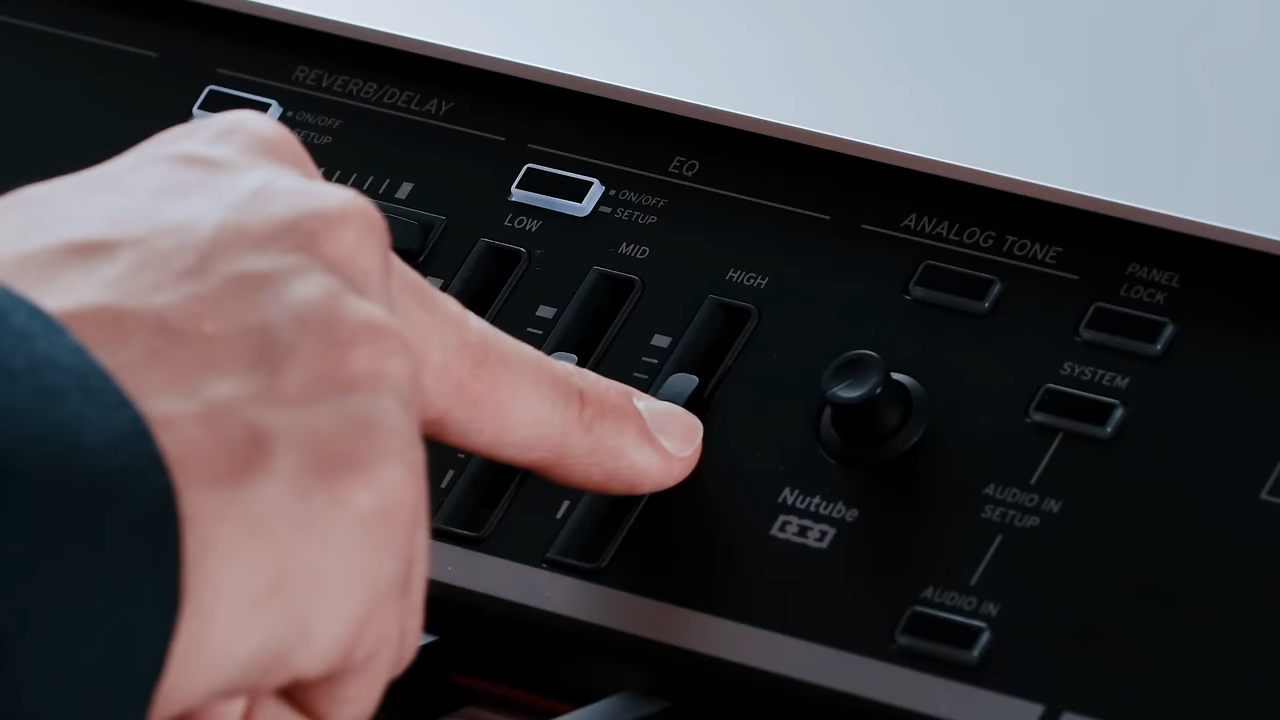 REVERB/DELAY
ON/OFF
SETUP
EQ
ON/OFF
SETUP
LOW
MID
HIGH
ANALOG TONE
PANEL
LOCK
SYSTEM
Nutube
AUDIO IN
SETUP
AUDIO IN